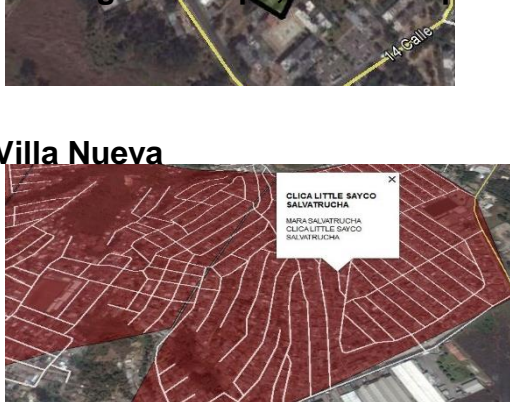 14 Calle
Villa Nueva
CLICA LITTLE SAYCO
SALVATRUCHA
MARA SALVATRUCHA
CLICA LITTLE SAYCO
SALVATRUCHA